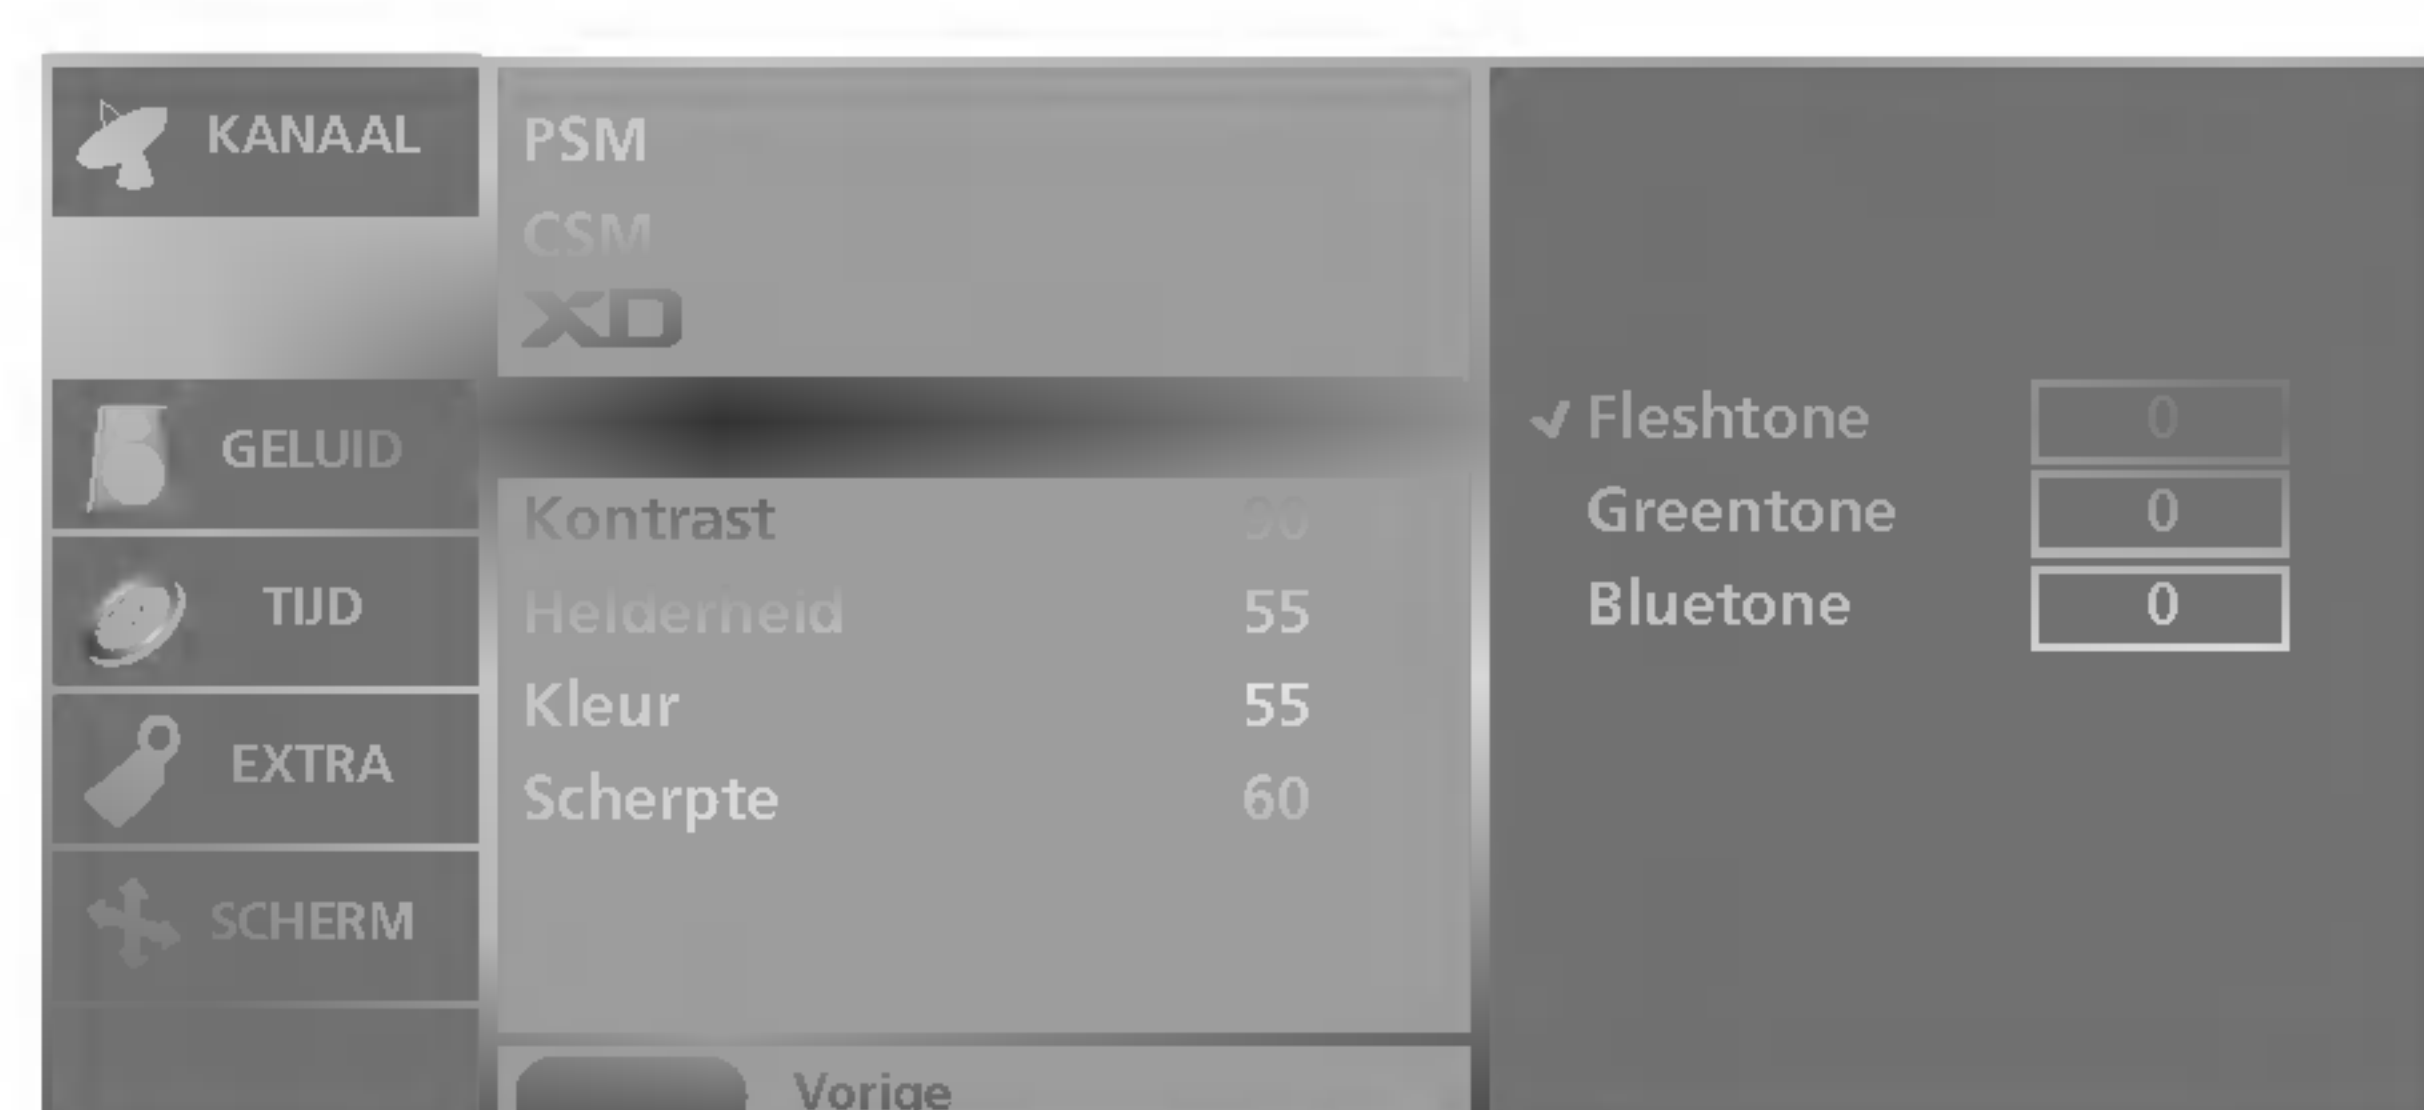 KANAAL
GELUID
TIJD
EXTRA
SCHERM
PSM
CSM
XD
Kontrast 90
Helderheid 55
Kleur 55
Scherpte 60
Vorige
✓ Fleshtone 0
Greentone 0
Bluetone 0